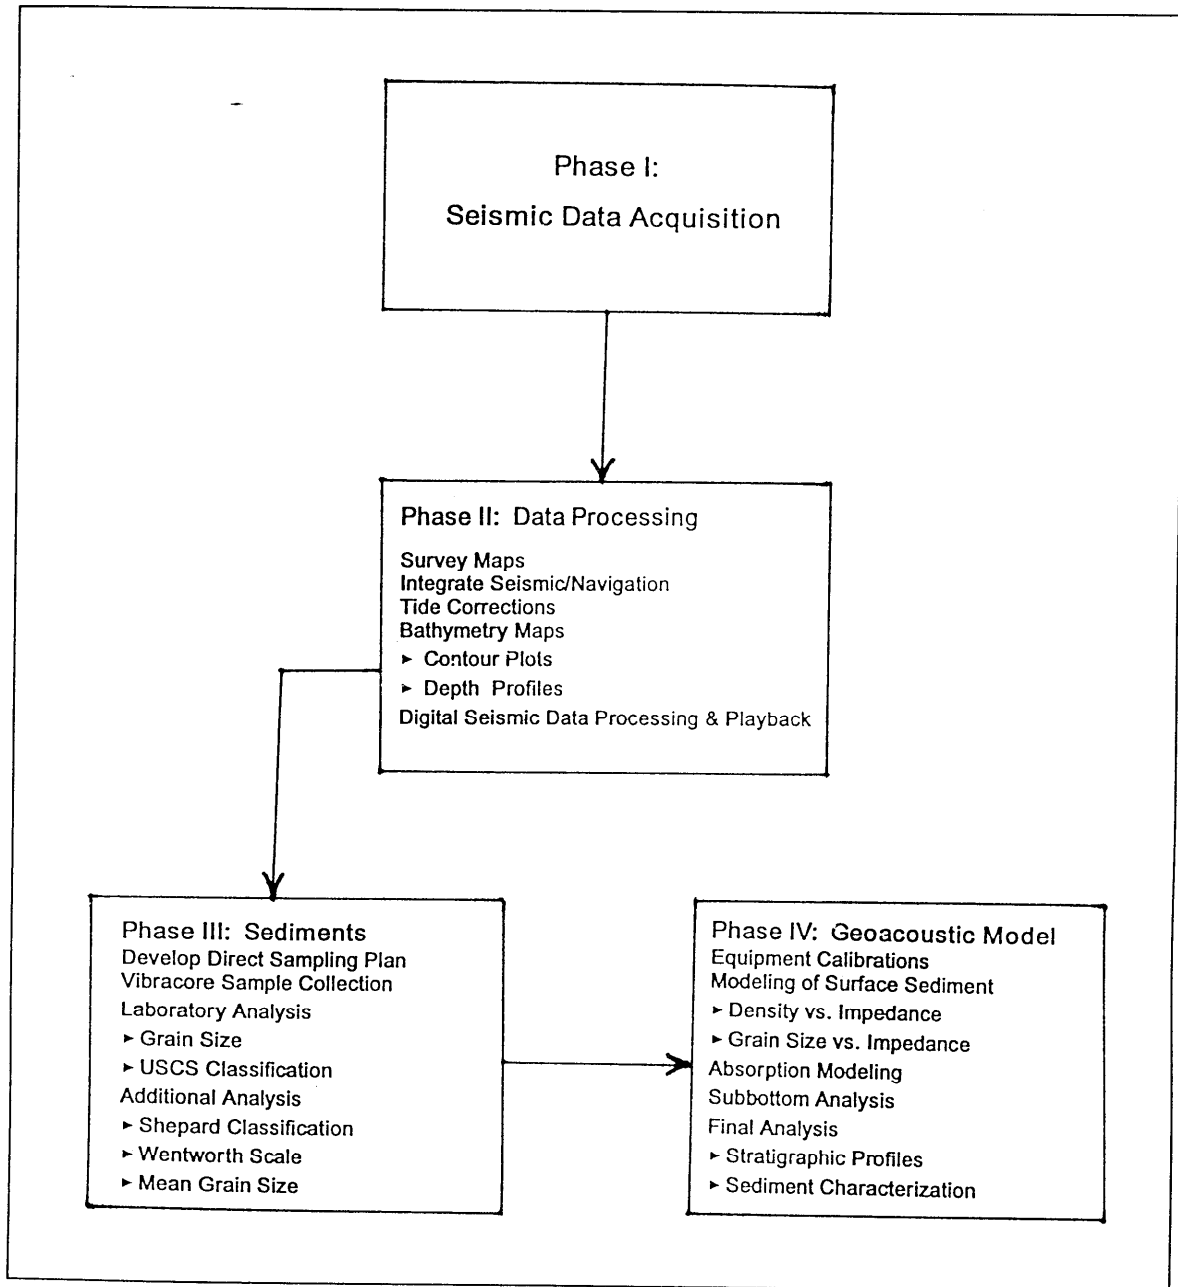 Phase I:
Seismic Data Acquisition
Phase II: Data Processing
Survey Maps
Integrate Seismic/Navigation
Tide Corrections
Bathymetry Maps
► Contour Plots
► Depth Profiles
Digital Seismic Data Processing & Playback
Phase III: Sediments
Develop Direct Sampling Plan
Vibracore Sample Collection
Laboratory Analysis
► Grain Size
► USCS Classification
Additional Analysis
► Shepard Classification
► Wentworth Scale
► Mean Grain Size
Phase IV: Geoacoustic Model
Equipment Calibrations
Modeling of Surface Sediment
► Density vs. Impedance
► Grain Size vs. Impedance
Absorption Modeling
Subbottom Analysis
Final Analysis
► Stratigraphic Profiles
► Sediment Characterization